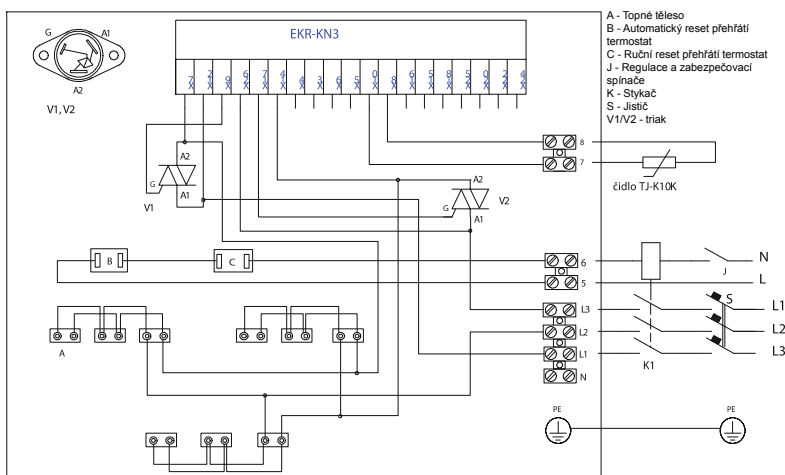 EKR-KN3
G
A1
A2
V1, V2
A - Topné těleso
B - Automatický reset přehřátí
termostat
C - Ruční reset přehřátí termostat
J - Regulace a zabezpečovací
spínače
K - Stykač
S - Jistič
V1/V2 - triak
8
7
čidlo TJ-K10K
A2
G
A1
V1
A2
G
A1
V2
B
C
6
5
J
N
L
L3
L2
L1
N
S
L1
L2
L3
K1
A
PE
PE